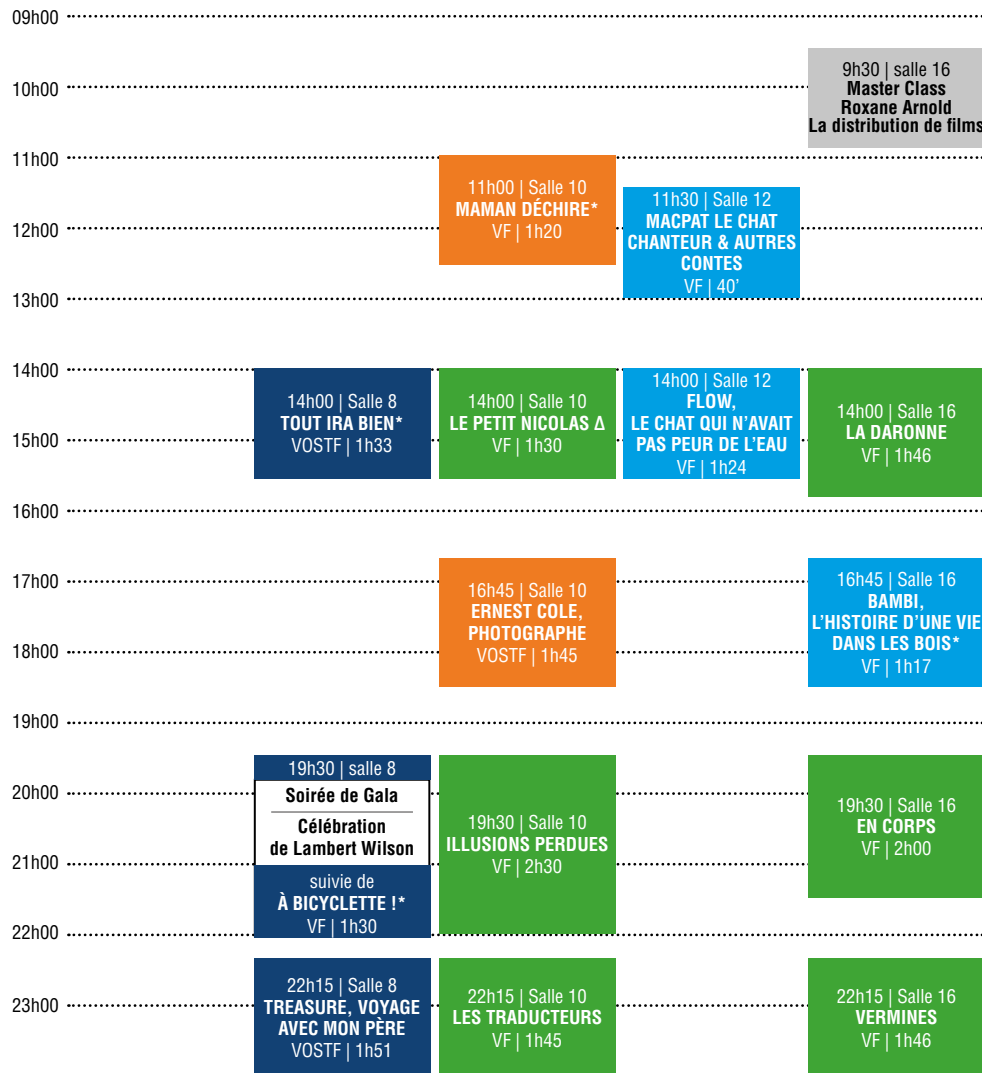 09h00
9h30 | salle 16
Master Class
Roxane Arnold
La distribution de films
10h00
11h00
11h00 | Salle 10
MAMAN DÉCHIRE*
VF | 1h20
11h30 | Salle 12
MACPAT LE CHAT
CHANTEUR & AUTRES
CONTES
VF | 40’
12h00
13h00
14h00
14h00 | Salle 8
TOUT IRA BIEN*
VOSTF | 1h33
14h00 | Salle 10
LE PETIT NICOLAS Δ
VF | 1h30
14h00 | Salle 12
FLOW,
LE CHAT QUI N’AVAIT
PAS PEUR DE L’EAU
VF | 1h24
14h00 | Salle 16
LA DARONNE
VF | 1h46
15h00
16h00
16h45 | Salle 10
ERNEST COLE,
PHOTOGRAPHE
VOSTF | 1h45
16h45 | Salle 16
BAMBI,
L’HISTOIRE D’UNE VIE
DANS LES BOIS*
VF | 1h17
17h00
18h00
19h00
19h30 | salle 8
Soirée de Gala
Célébration
de Lambert Wilson
suivie de
À BICYCLETTE !*
VF | 1h30
19h30 | Salle 10
ILLUSIONS PERDUES
VF | 2h30
19h30 | Salle 16
EN CORPS
VF | 2h00
20h00
21h00
22h00
22h15 | Salle 8
TREASURE, VOYAGE
AVEC MON PÈRE
VOSTF | 1h51
22h15 | Salle 10
LES TRADUCTEURS
VF | 1h45
22h15 | Salle 16
VERMINES
VF | 1h46
23h00